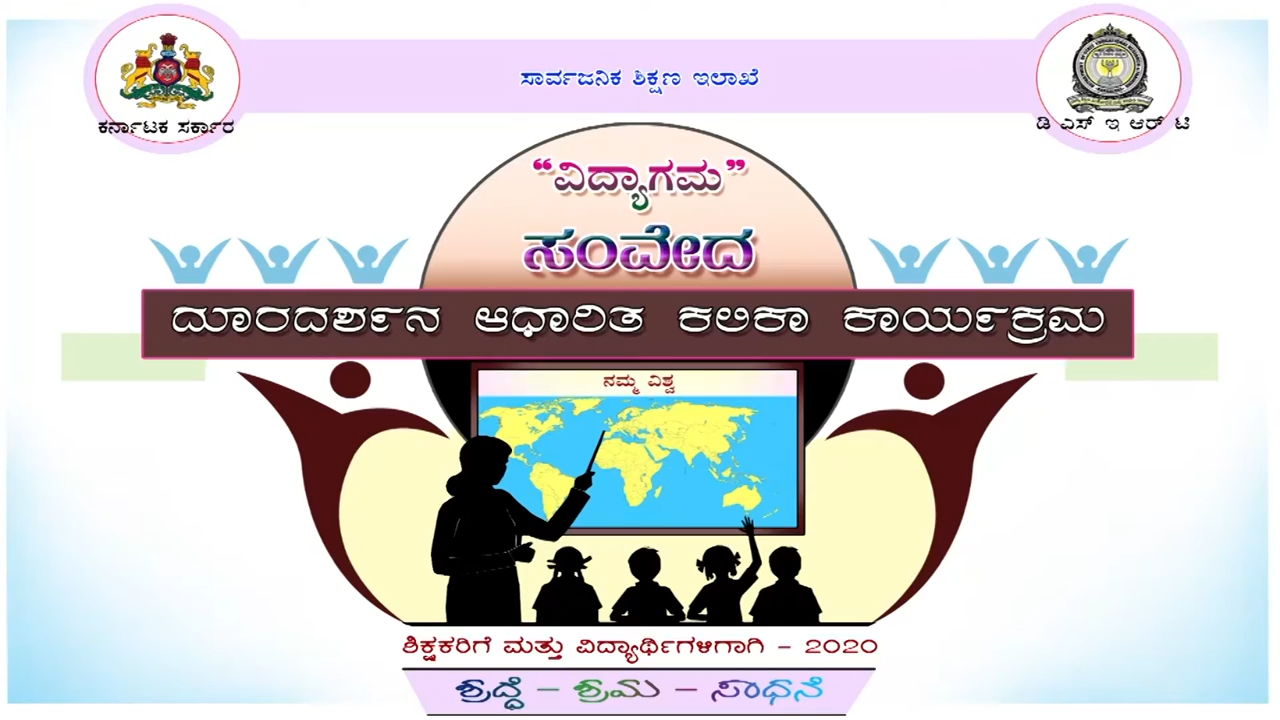 ಸಾರ್ವಜನಿಕ ಶಿಕ್ಷಣ ಇಲಾಖೆ
ಕರ್ನಾಟಕ ಸರ್ಕಾರ
ಡಿ ಎಸ್ ಇ ಆರ್ ಟಿ
“ವಿದ್ಯಾಗಮ”
ಸಂವೇದ
ದೂರದರ್ಶನ ಆಧಾರಿತ ಕಲಿಕಾ ಕಾರ್ಯಕ್ರಮ
ನಮ್ಮ ವಿಶ್ವ
ಶಿಕ್ಷಕರಿಗೆ ಮತ್ತು ವಿದ್ಯಾರ್ಥಿಗಳಿಗಾಗಿ - 2020
ಶ್ರದ್ಧೆ - ಶ್ರಮ - ಸಾಧನೆ